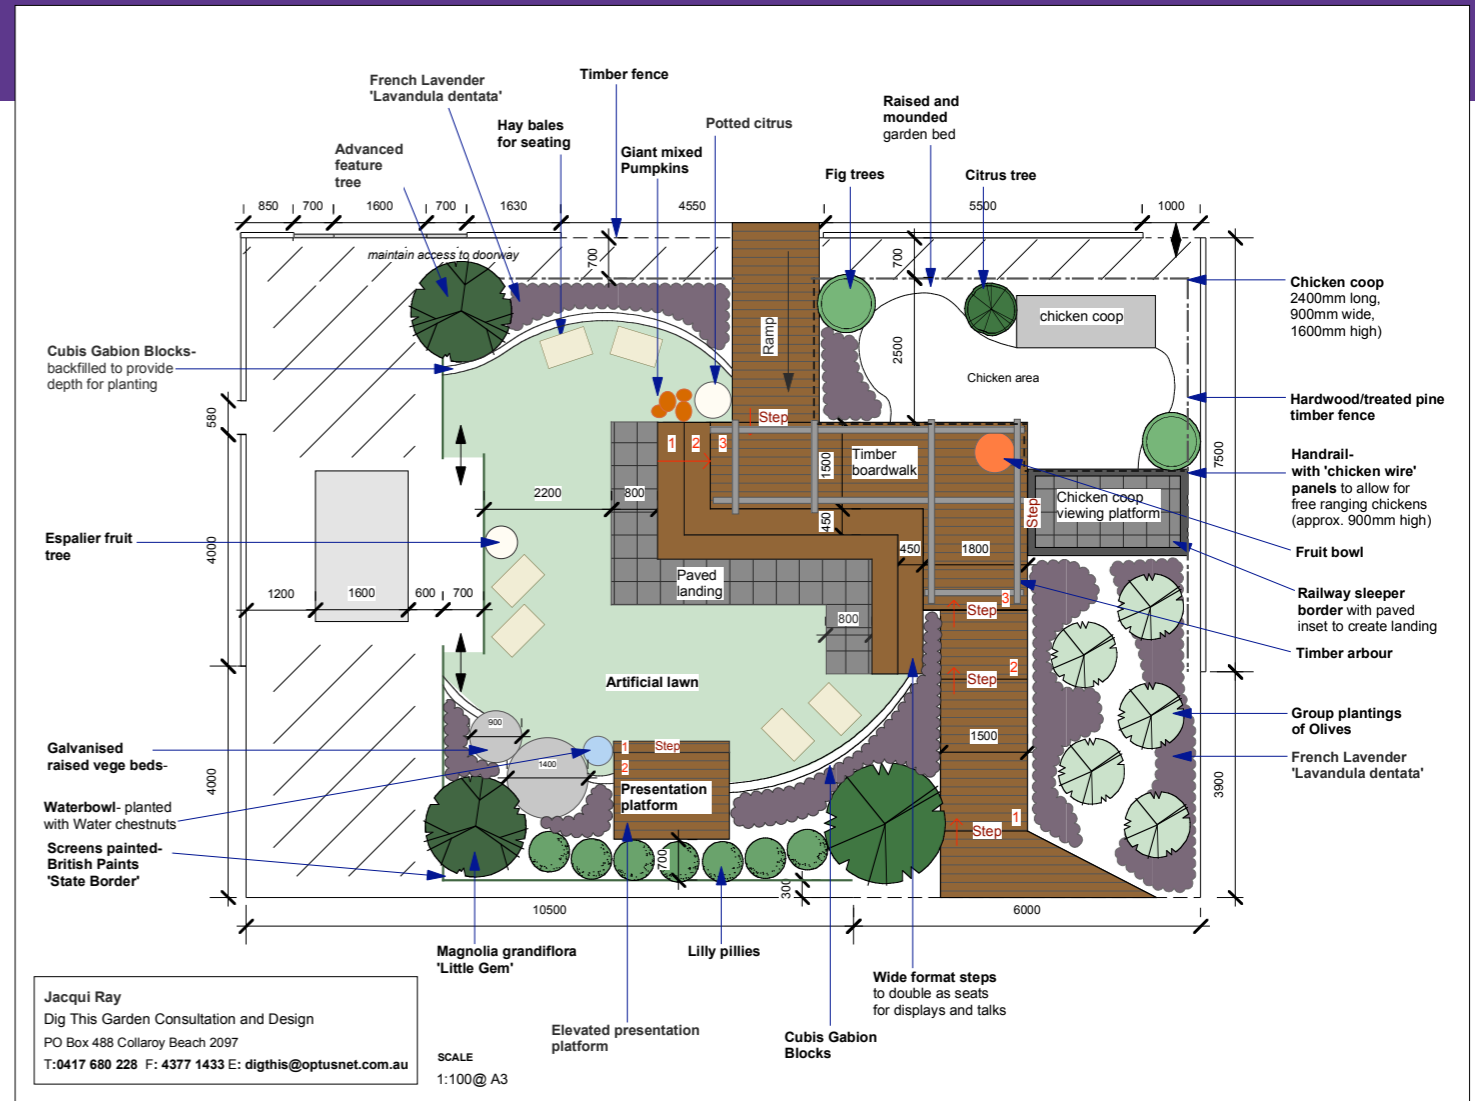 Timber fence
French Lavender
'Lavandula dentata'
Raised and
mounded
garden bed
Hay bales
for seating
Potted citrus
Giant mixed
Pumpkins
Advanced
feature
tree
Fig trees
Citrus tree
850
700
1600
700
1630
4550
5500
1000
maintain access to doorway
700
700
Chicken coop
2400mm long,
900mm wide,
1600mm high)
chicken coop
Ramp
2500
Cubis Gabion Blocks-
backfilled to provide
depth for planting
Chicken area
580
Step
Hardwood/treated pine
timber fence
1
2
3
Timber
boardwalk
1500
7500
Handrail-
with 'chicken wire'
panels to allow for
free ranging chickens
(approx. 900mm high)
2200
800
Chicken coop
viewing platform
Step
450
Espalier fruit
tree
4000
450
1800
Fruit bowl
Paved
landing
1200
1600
600
700
3
Step
Railway sleeper
border with paved
inset to create landing
800
Timber arbour
2
Step
Artificial lawn
Group plantings
of Olives
900
1500
Galvanised
raised vege beds-
1
Step
2
French Lavender
'Lavandula dentata'
1400
4000
3900
Presentation
platform
Waterbowl- planted
with Water chestnuts
1
Step
Screens painted-
British Paints
'State Border'
700
300
10500
6000
Magnolia grandiflora
'Little Gem'
Lilly pillies
Wide format steps
to double as seats
for displays and talks
Elevated presentation
platform
Cubis Gabion
Blocks
Jacqui Ray
Dig This Garden Consultation and Design
PO Box 488 Collaroy Beach 2097
T:0417 680 228 F: 4377 1433 E: digthis@optusnet.com.au
SCALE
1:100@ A3